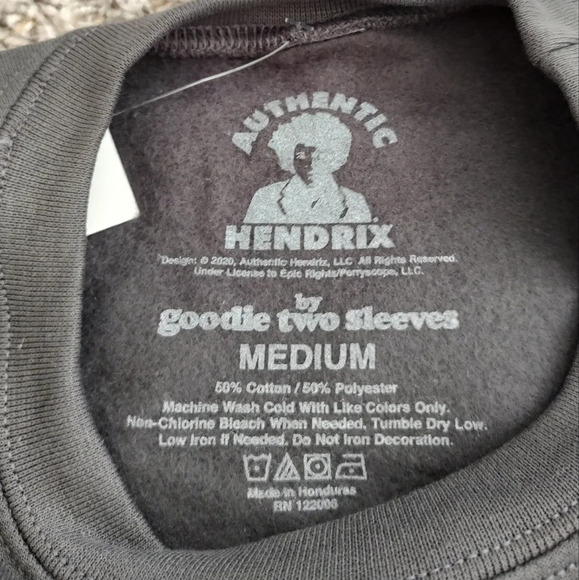 AUTHENTIC
HENDRIX
Design: © 2020, Authentic Hendrix, LLC All Rights Reserved.
Under License to Epic Rights/Perryscope, LLC.
by
goodie two sleeves
MEDIUM
50% Cotton / 50% Polyester
Machine Wash Cold With Like Colors Only.
Non-Chlorine Bleach When Needed. Tumble Dry Low.
Low Iron If Needed. Do Not Iron Decoration.
Made in Honduras
RN 122006